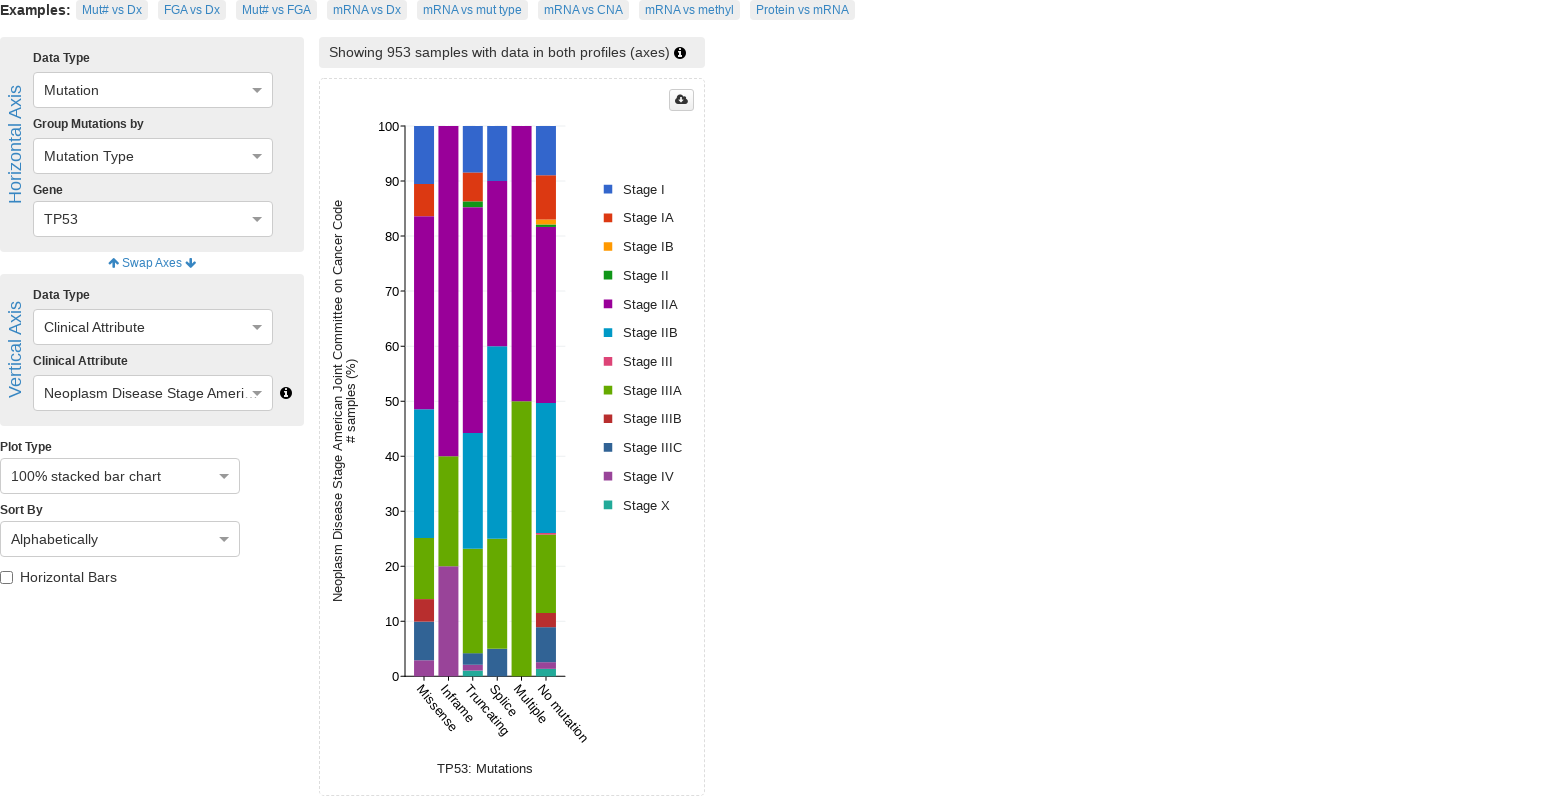 Examples: Mut# vs Dx FGA vs Dx Mut# vs FGA mRNA vs Dx mRNA vs mut type mRNA vs CNA mRNA vs methyl Protein vs mRNA
Horizontal Axis
Data Type
Mutation
Group Mutations by
Mutation Type
Gene
TP53
Swap Axes
Vertical Axis
Data Type
Clinical Attribute
Clinical Attribute
Neoplasm Disease Stage Ameri...
Plot Type
100% stacked bar chart
Sort By
Alphabetically
Horizontal Bars
Showing 953 samples with data in both profiles (axes)
Neoplasm Disease Stage American Joint Committee on Cancer Code
# samples (%)
100
90
80
70
60
50
40
30
20
10
0
Missense
Inframe
Truncating
Splice
Multiple
No mutation
TP53: Mutations
Stage I
Stage IA
Stage IB
Stage II
Stage IIA
Stage IIB
Stage III
Stage IIIA
Stage IIIB
Stage IIIC
Stage IV
Stage X